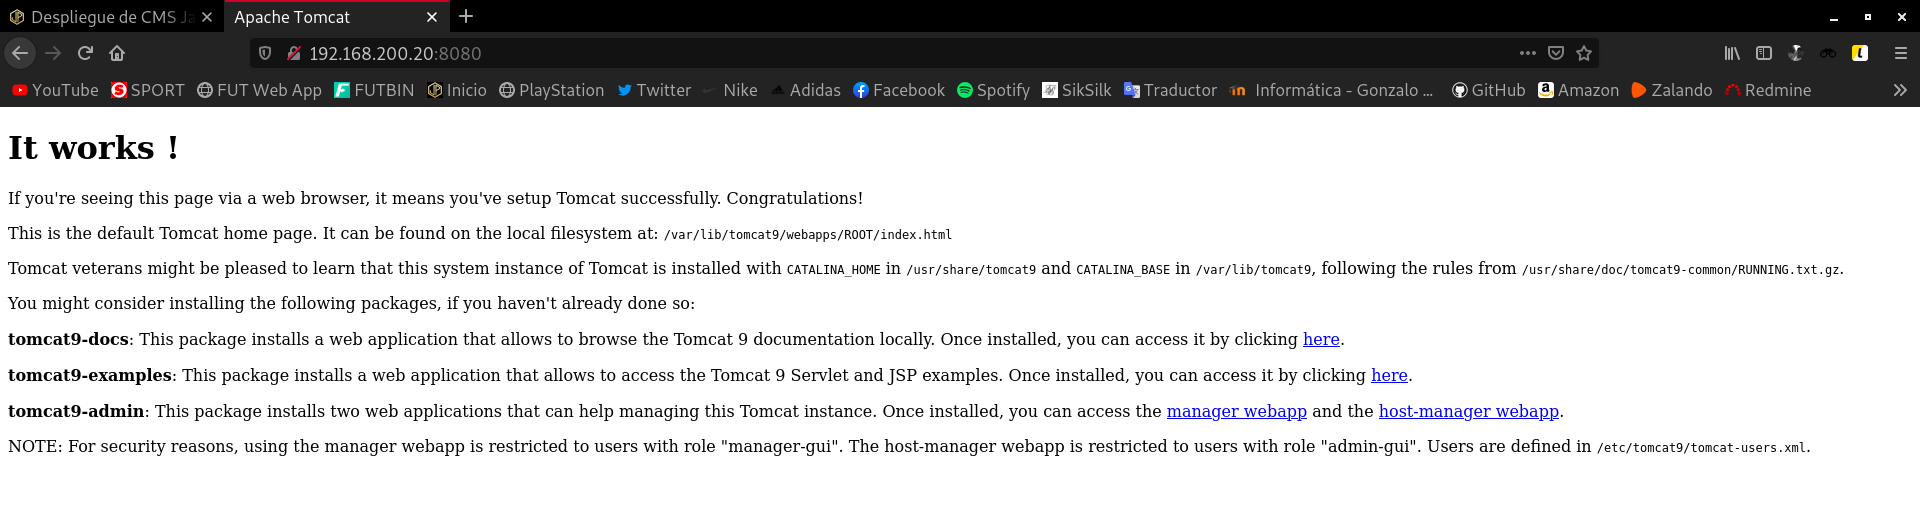 Despliegue de CMS Ja
Apache Tomcat
192.168.200.20:8080
YouTube SPORT FUT Web App FUTBIN Inicio PlayStation Twitter Nike Adidas Facebook Spotify SikSilk Traductor Informática - Gonzalo ... GitHub Amazon Zalando Redmine
It works !
If you're seeing this page via a web browser, it means you've setup Tomcat successfully. Congratulations!
This is the default Tomcat home page. It can be found on the local filesystem at: /var/lib/tomcat9/webapps/ROOT/index.html
Tomcat veterans might be pleased to learn that this system instance of Tomcat is installed with CATALINA_HOME in /usr/share/tomcat9 and CATALINA_BASE in /var/lib/tomcat9, following the rules from /usr/share/doc/tomcat9-common/RUNNING.txt.gz.
You might consider installing the following packages, if you haven't already done so:
tomcat9-docs: This package installs a web application that allows to browse the Tomcat 9 documentation locally. Once installed, you can access it by clicking here.
tomcat9-examples: This package installs a web application that allows to access the Tomcat 9 Servlet and JSP examples. Once installed, you can access it by clicking here.
tomcat9-admin: This package installs two web applications that can help managing this Tomcat instance. Once installed, you can access the manager webapp and the host-manager webapp.
NOTE: For security reasons, using the manager webapp is restricted to users with role "manager-gui". The host-manager webapp is restricted to users with role "admin-gui". Users are defined in /etc/tomcat9/tomcat-users.xml.